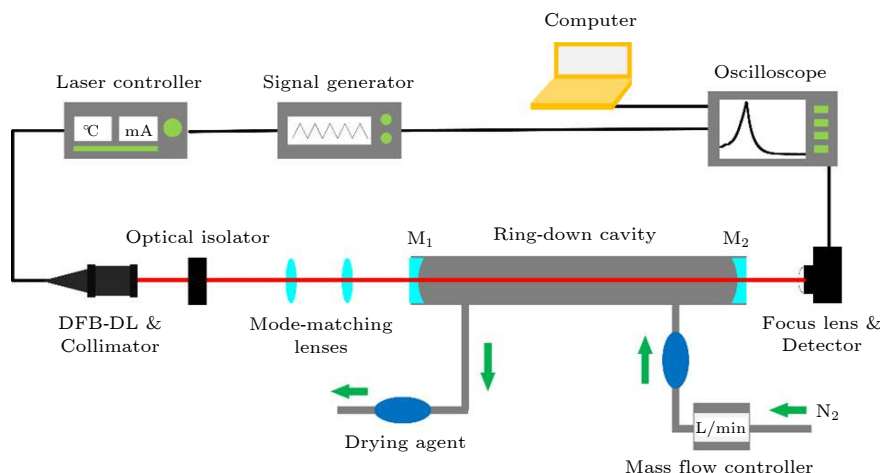 Computer
Laser controller
Signal generator
Oscilloscope
℃
mA
Optical isolator
M₁
Ring-down cavity
M₂
DFB-DL &
Collimator
Mode-matching
lenses
Focus lens &
Detector
Drying agent
L/min
N₂
Mass flow controller